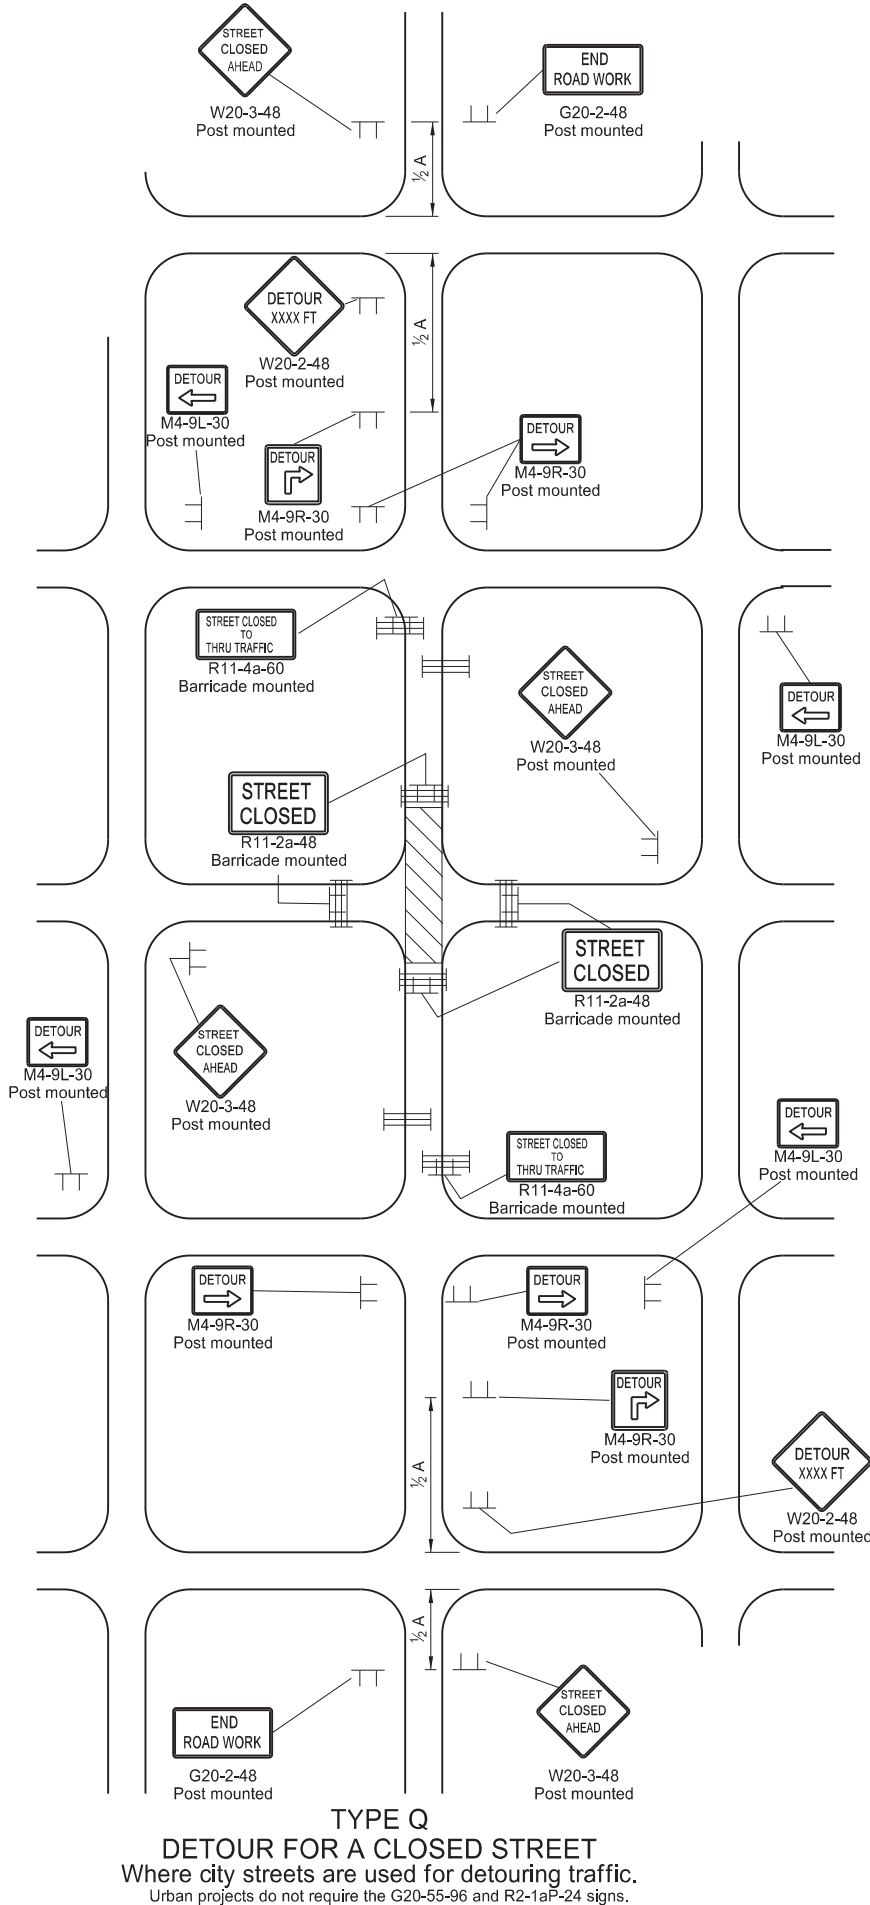 STREET
CLOSED
AHEAD
W20-3-48
Post mounted
END
ROAD WORK
G20-2-48
Post mounted
½ A
DETOUR
XXXX FT
W20-2-48
Post mounted
½ A
DETOUR
M4-9L-30
Post mounted
DETOUR
M4-9R-30
Post mounted
DETOUR
M4-9R-30
Post mounted
STREET CLOSED
TO
THRU TRAFFIC
R11-4a-60
Barricade mounted
STREET
CLOSED
AHEAD
W20-3-48
Post mounted
DETOUR
M4-9L-30
Post mounted
STREET
CLOSED
R11-2a-48
Barricade mounted
STREET
CLOSED
R11-2a-48
Barricade mounted
DETOUR
M4-9L-30
Post mounted
STREET
CLOSED
AHEAD
W20-3-48
Post mounted
DETOUR
M4-9L-30
Post mounted
STREET CLOSED
TO
THRU TRAFFIC
R11-4a-60
Barricade mounted
DETOUR
M4-9R-30
Post mounted
DETOUR
M4-9R-30
Post mounted
DETOUR
M4-9R-30
Post mounted
½ A
DETOUR
XXXX FT
W20-2-48
Post mounted
½ A
END
ROAD WORK
G20-2-48
Post mounted
STREET
CLOSED
AHEAD
W20-3-48
Post mounted
TYPE Q
DETOUR FOR A CLOSED STREET
Where city streets are used for detouring traffic.
Urban projects do not require the G20-55-96 and R2-1aP-24 signs.